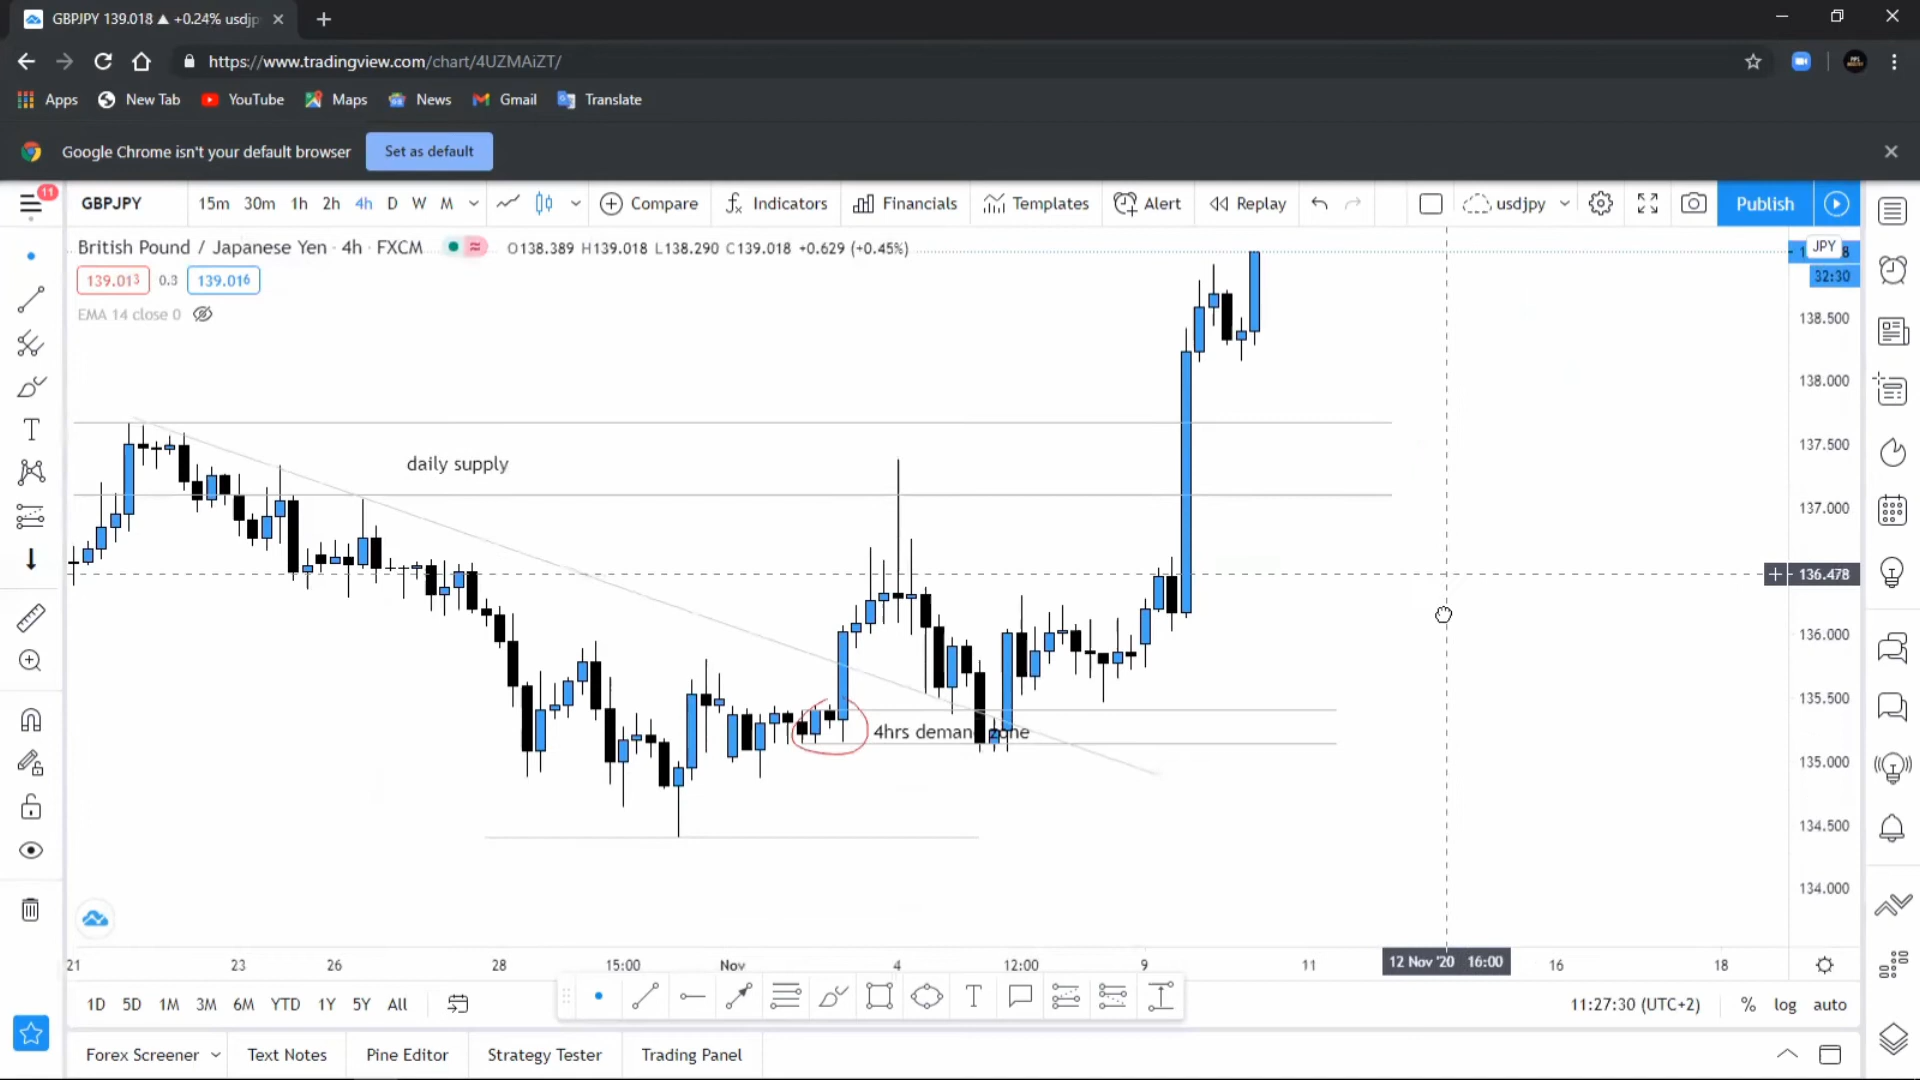 GBPJPY 139.018 ▲ +0.24% usdjp
https://www.tradingview.com/chart/4UZMAiZT/
Apps New Tab YouTube Maps News Gmail Translate
Google Chrome isn't your default browser Set as default
11
GBPJPY 15m 30m 1h 2h 4h D W M Compare Indicators Financials Templates Alert Replay usdjpy Publish
British Pound / Japanese Yen · 4h · FXCM O138.389 H139.018 L138.290 C139.018 +0.629 (+0.45%)
JPY
139.013 0.3 139.016
32:30
EMA 14 close 0
138.500
138.000
137.500
daily supply
137.000
136.478
136.000
135.500
4hrs demand zone
135.000
134.500
134.000
21 23 26 28 15:00 Nov 4 12:00 9 11 12 Nov '20 16:00 16 18
1D 5D 1M 3M 6M YTD 1Y 5Y All 11:27:30 (UTC+2) % log auto
Forex Screener Text Notes Pine Editor Strategy Tester Trading Panel